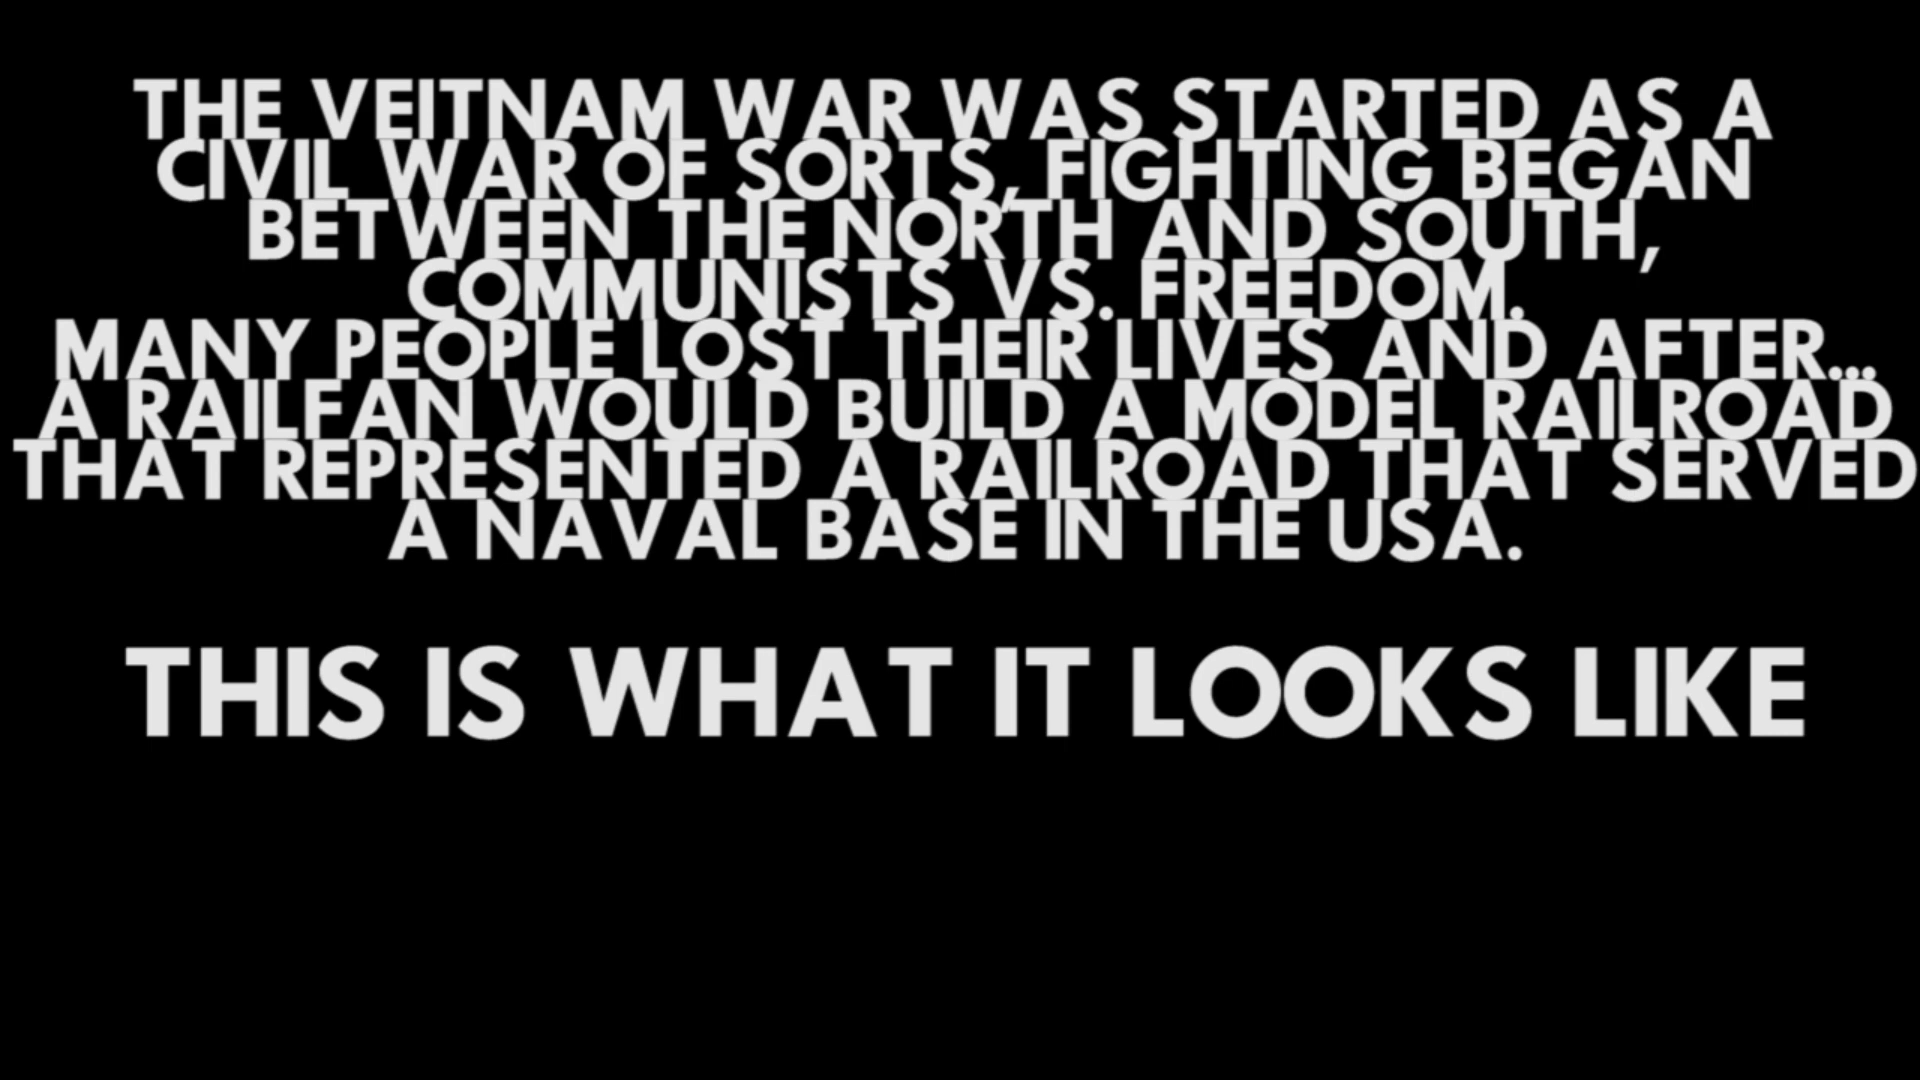 THE VEITNAM WAR WAS STARTED AS A
CIVIL WAR OF SORTS, FIGHTING BEGAN
BETWEEN THE NORTH AND SOUTH,
COMMUNISTS VS. FREEDOM.
MANY PEOPLE LOST THEIR LIVES AND AFTER...
A RAILFAN WOULD BUILD A MODEL RAILROAD
THAT REPRESENTED A RAILROAD THAT SERVED
A NAVAL BASE IN THE USA.
THIS IS WHAT IT LOOKS LIKE